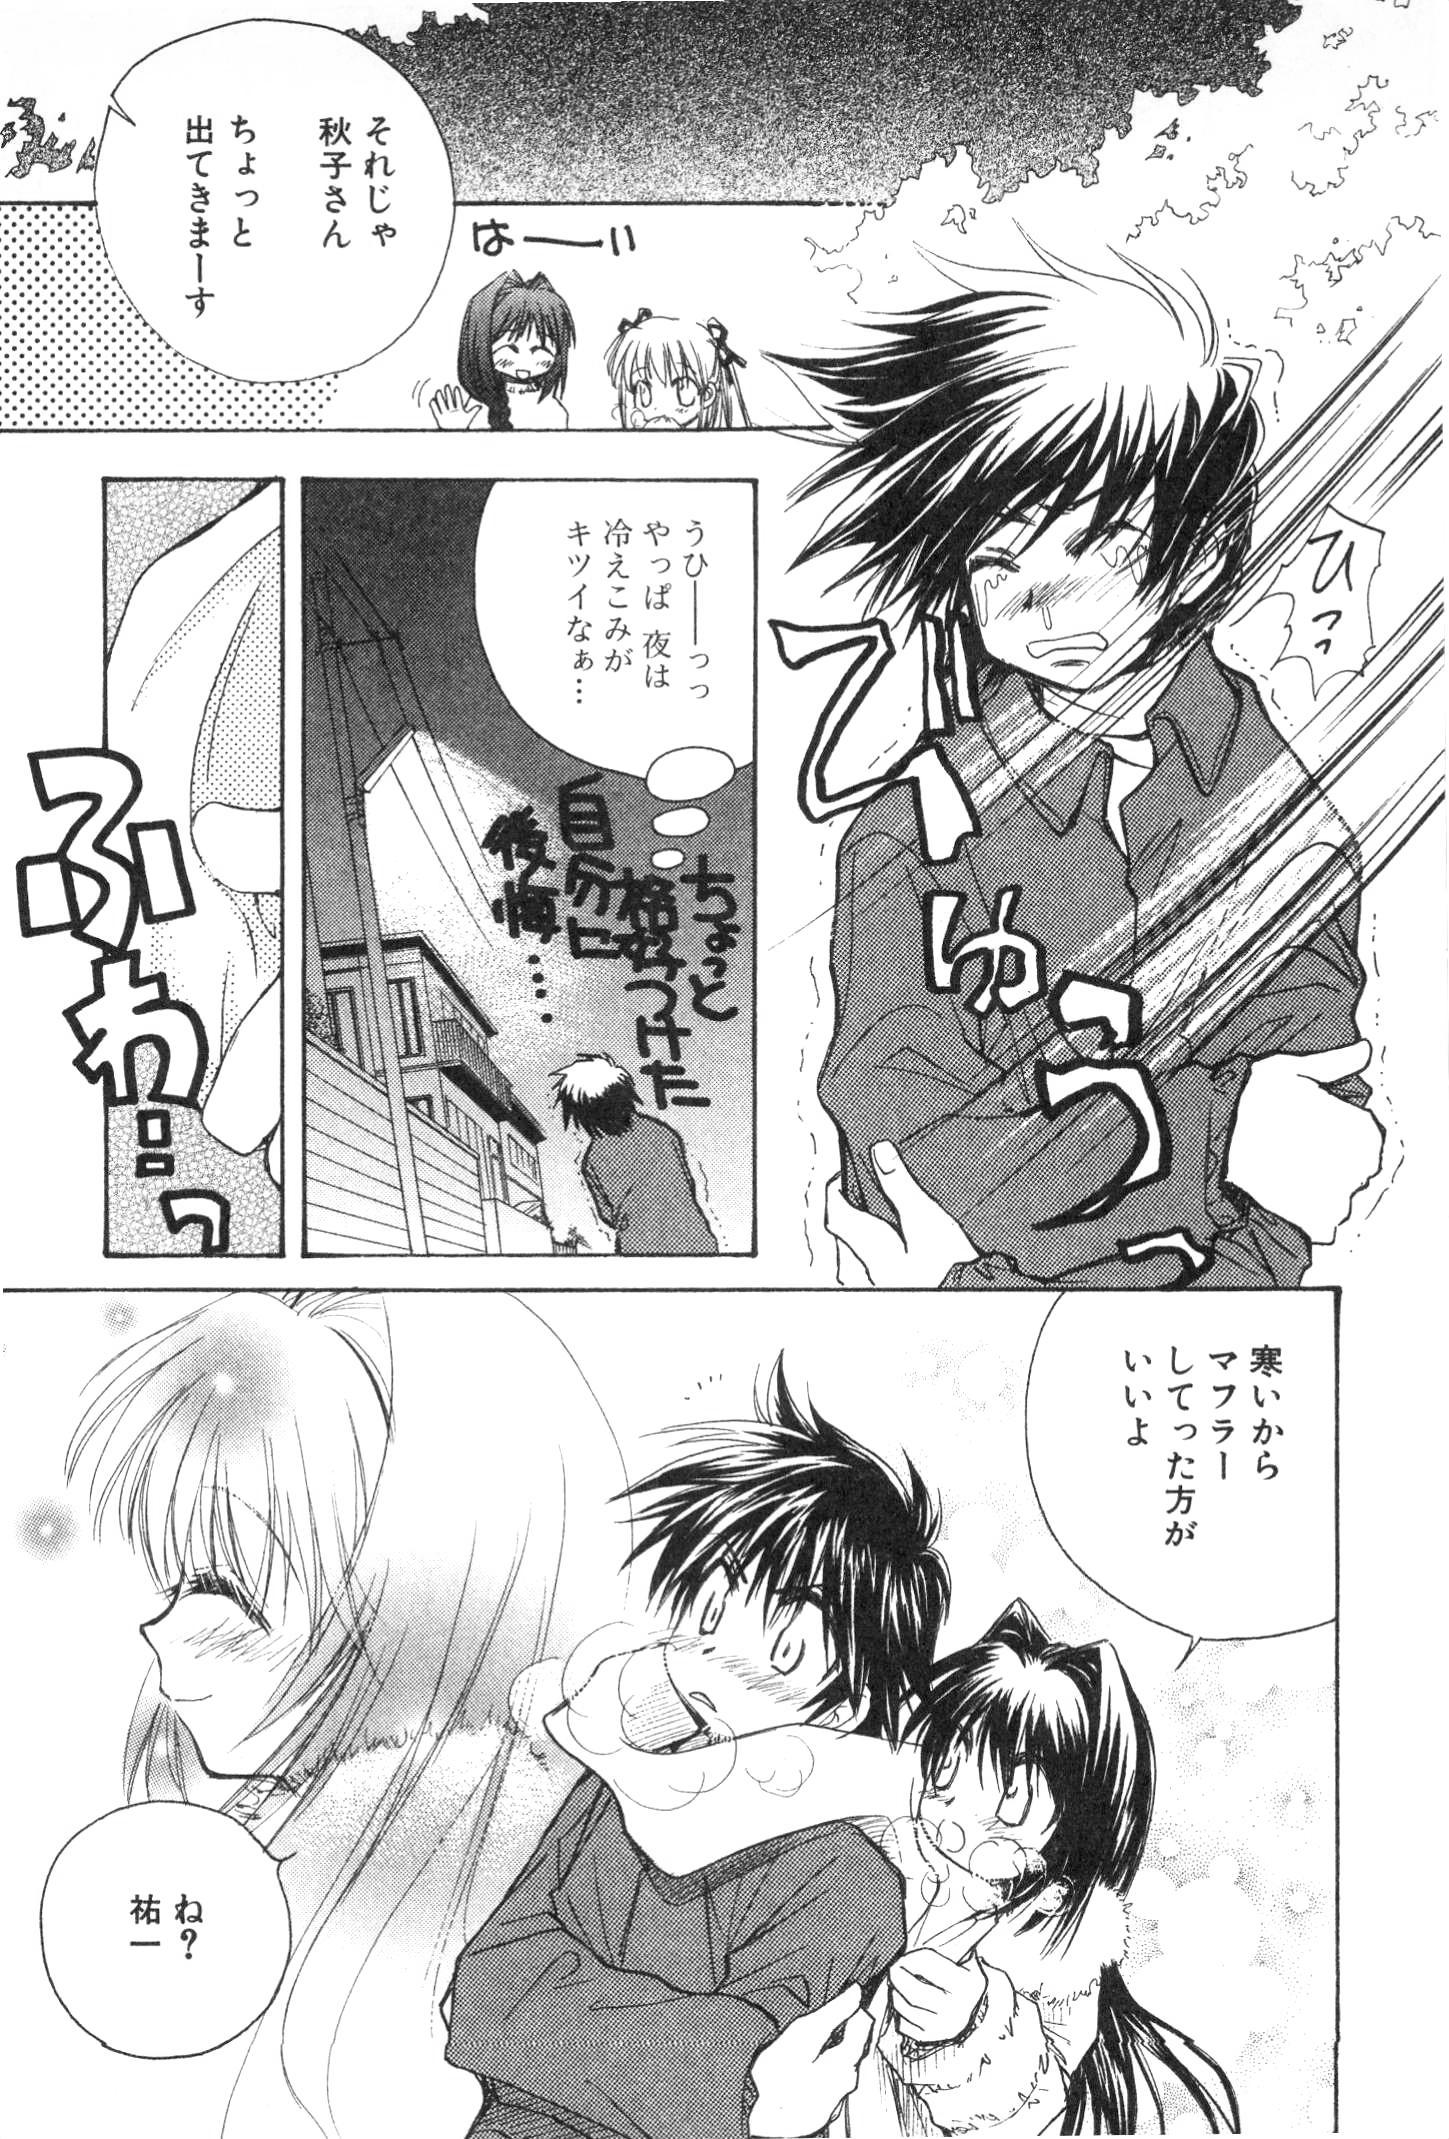 それじゃ
秋子さん
ちょっと
出てきまーす
はーい
ひっっ
びゅうぅっっ
うひ――っっ
やっぱ 夜は
冷えこみが
キツイなぁ…
ちょっと
格好つけた
自分に
後悔…
ふわ…っ
寒いから
マフラー
してった方が
いいよ
ね?
祐一